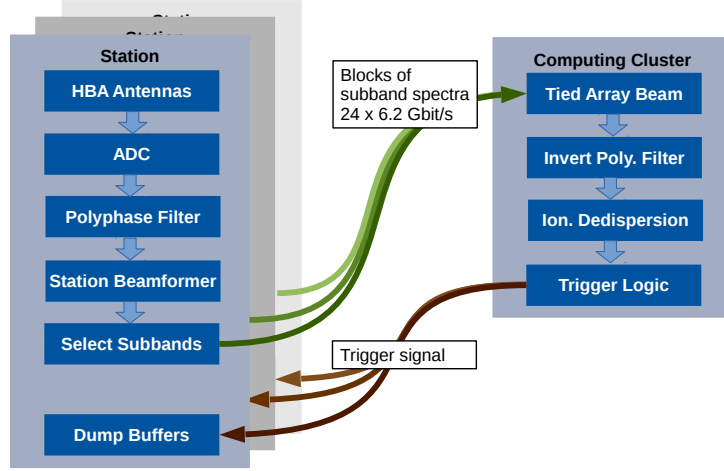 Station
HBA Antennas
ADC
Polyphase Filter
Station Beamformer
Select Subbands
Dump Buffers
Blocks of
subband spectra
24 x 6.2 Gbit/s
Trigger signal
Computing Cluster
Tied Array Beam
Invert Poly. Filter
Ion. Dedispersion
Trigger Logic